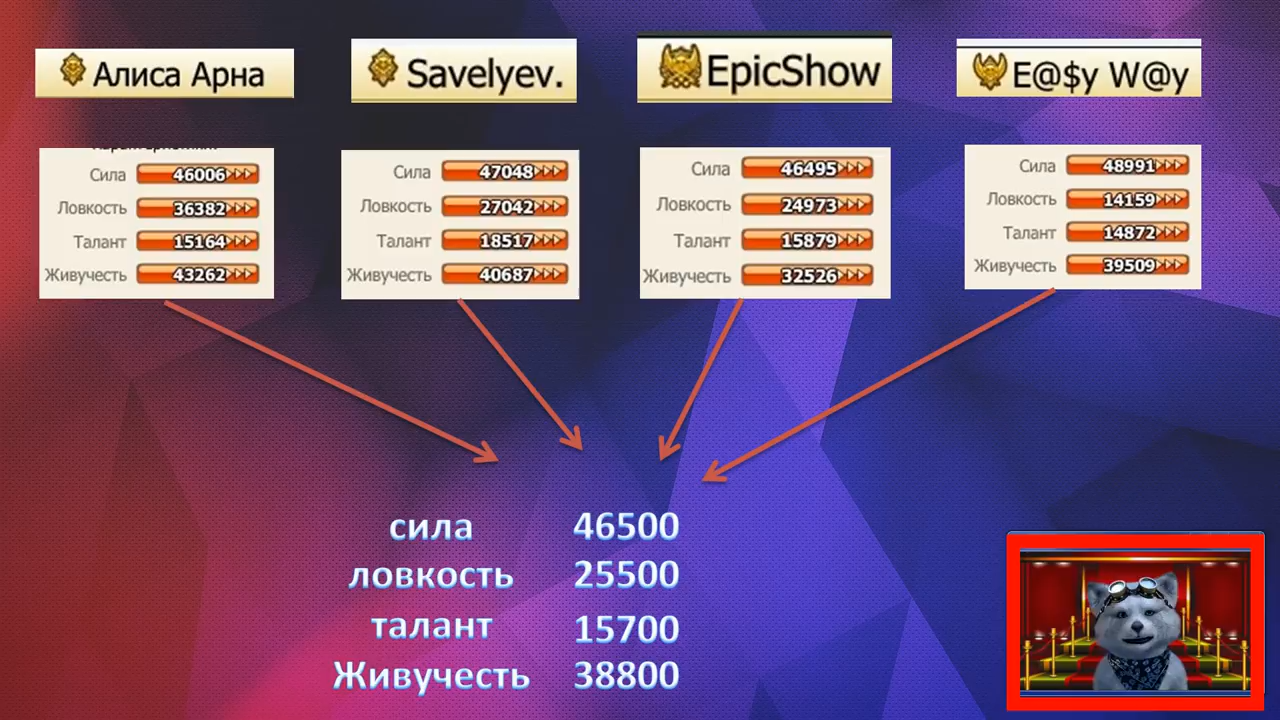 Алиса Арна
Savelyev.
EpicShow
E@$y W@y
Сила 46006
Ловкость 36382
Талант 15164
Живучесть 43262
Сила 47048
Ловкость 27042
Талант 18517
Живучесть 40687
Сила 46495
Ловкость 24973
Талант 15879
Живучесть 32526
Сила 48991
Ловкость 14159
Талант 14872
Живучесть 39509
сила 46500
ловкость 25500
талант 15700
Живучесть 38800